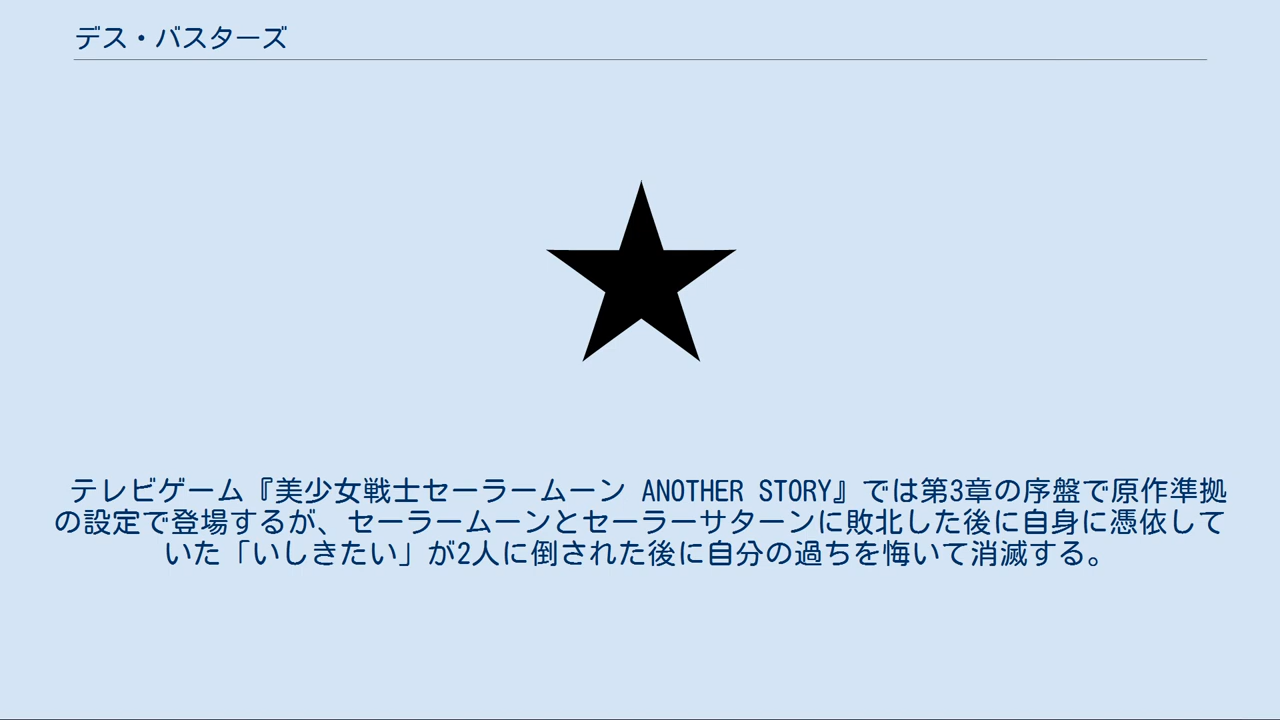 デス・バスターズ
テレビゲーム『美少女戦士セーラームーン ANOTHER STORY』では第3章の序盤で原作準拠
の設定で登場するが、セーラームーンとセーラーサターンに敗北した後に自身に憑依して
いた「いしきたい」が2人に倒された後に自分の過ちを悔いて消滅する。